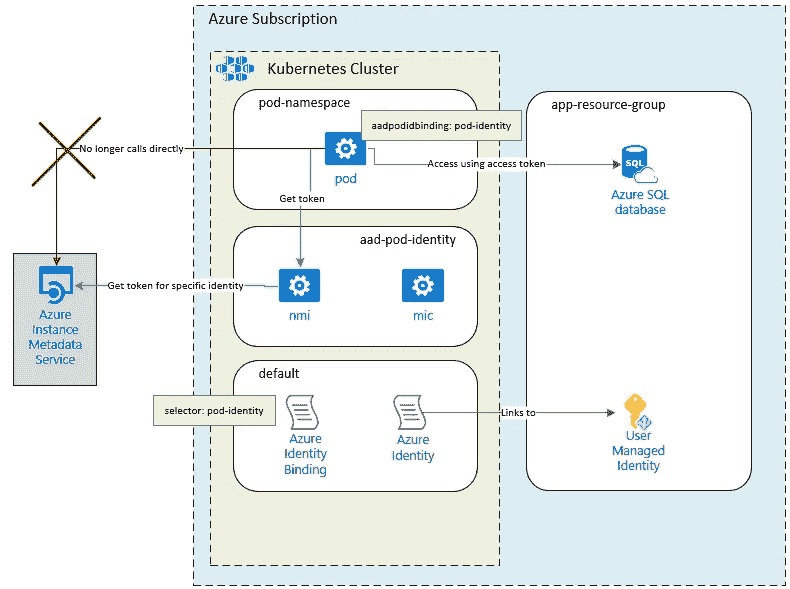 Azure Subscription
Kubernetes Cluster
pod-namespace
aadpodidbinding: pod-identity
app-resource-group
No longer calls directly
pod
Access using access token
SQL
Azure SQL
database
Get token
aad-pod-identity
Get token for specific identity
nmi
mic
Azure
Instance
Metadata
Service
default
selector: pod-identity
Azure
Identity
Binding
Azure
Identity
Links to
User
Managed
Identity